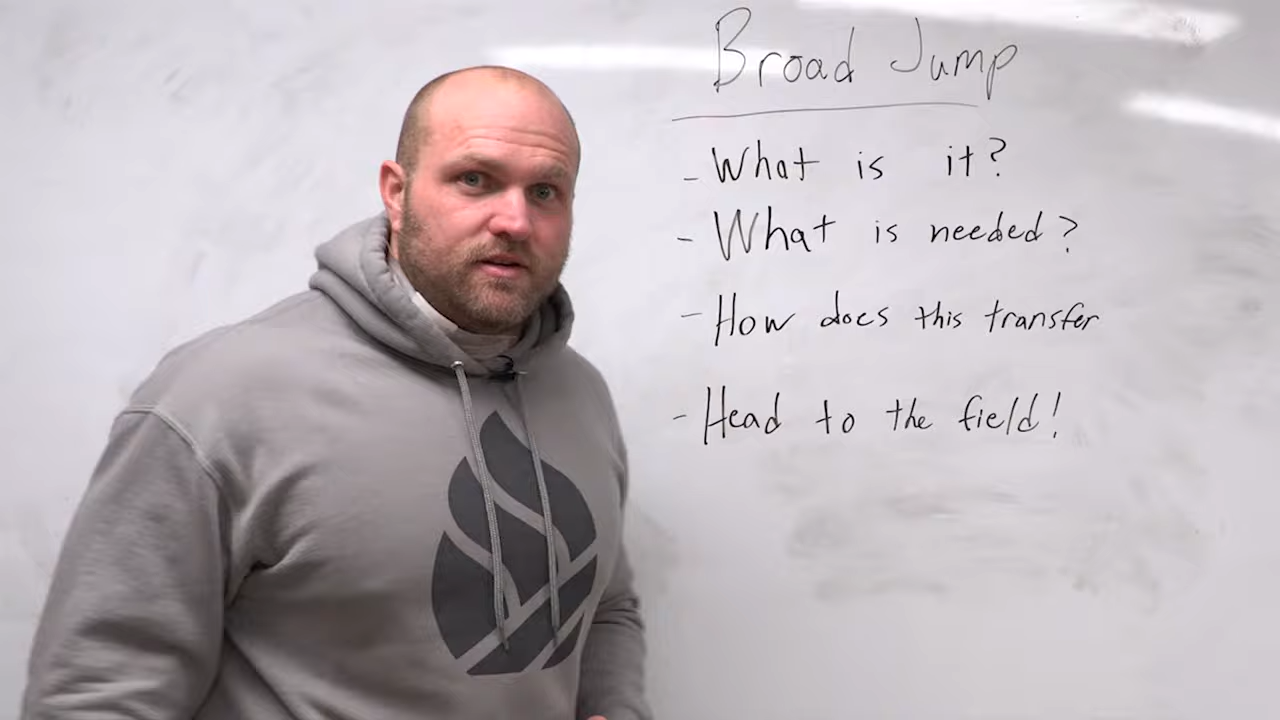 Broad Jump
- What is it?
- What is needed?
- How does this transfer
- Head to the field!